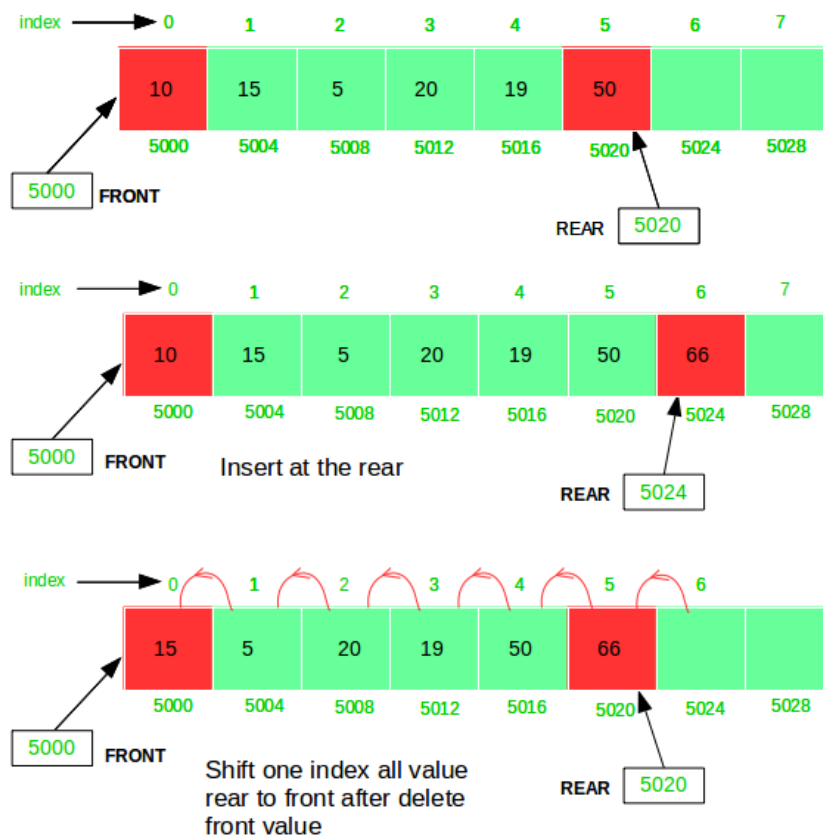 index 0 1 2 3 4 5 6 7
10 15 5 20 19 50
5000 5004 5008 5012 5016 5020 5024 5028
5000 FRONT
REAR 5020
index 0 1 2 3 4 5 6 7
10 15 5 20 19 50 66
5000 5004 5008 5012 5016 5020 5024 5028
5000 FRONT
Insert at the rear
REAR 5024
index 0 1 2 3 4 5 6
15 5 20 19 50 66
5000 5004 5008 5012 5016 5020 5024 5028
5000 FRONT
Shift one index all value
rear to front after delete
front value
REAR 5020